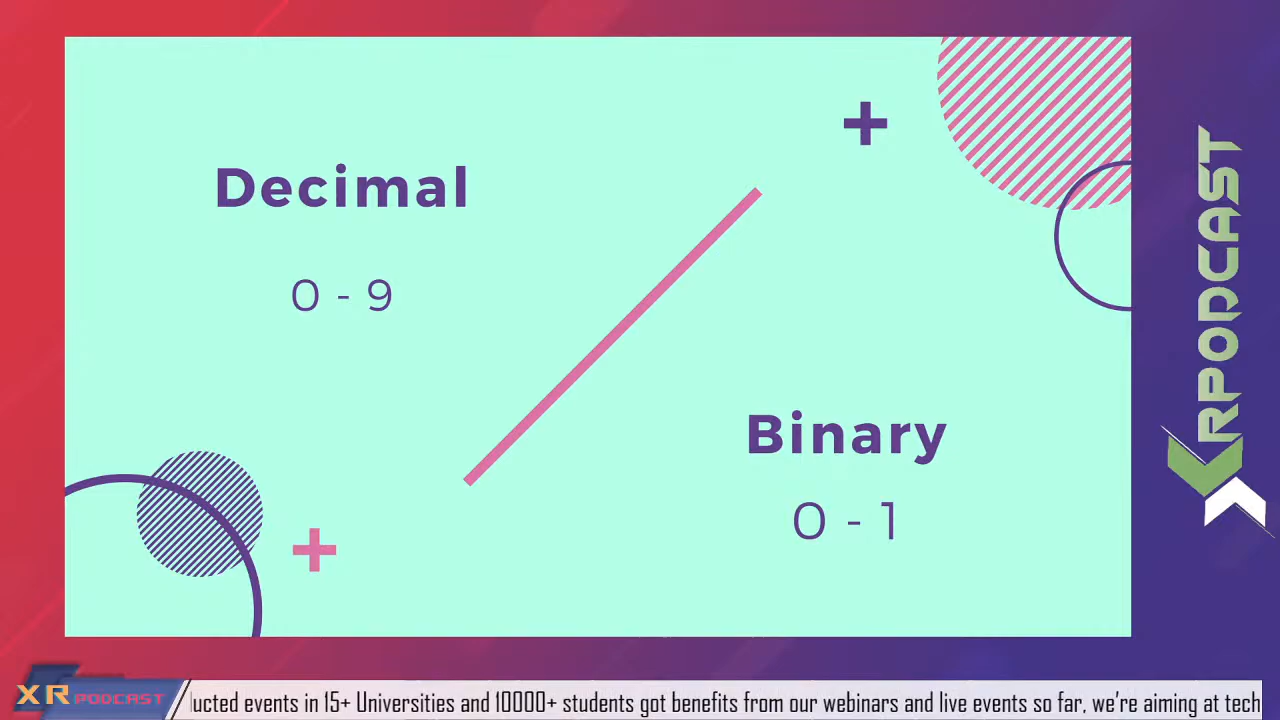 Decimal
0 - 9
Binary
0 - 1
XRPODCAST
XR PODCAST
ucted events in 15+ Universities and 10000+ students got benefits from our webinars and live events so far, we're aiming at tech